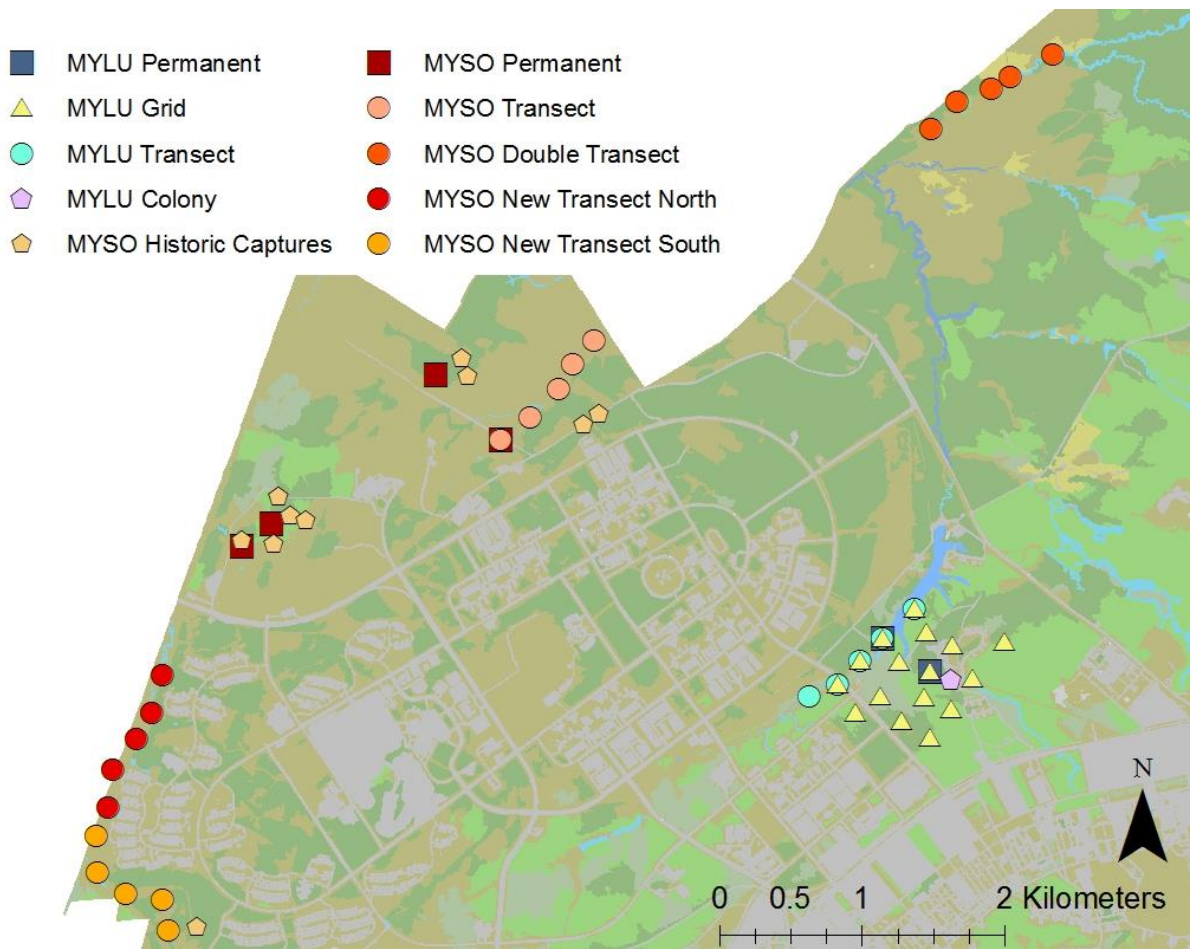 MYLU Permanent
MYLU Grid
MYLU Transect
MYLU Colony
MYSO Historic Captures
MYSO Permanent
MYSO Transect
MYSO Double Transect
MYSO New Transect North
MYSO New Transect South
N
0 0.5 1 2 Kilometers